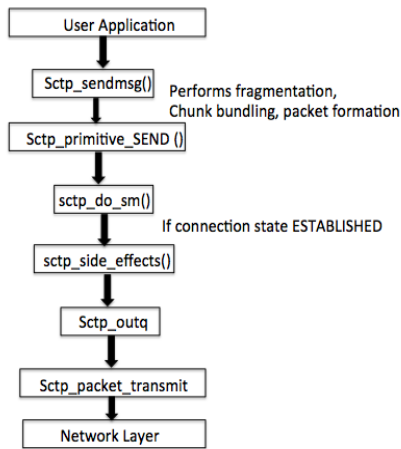 User Application
Sctp_sendmsg()
Performs fragmentation,
Chunk bundling, packet formation
Sctp_primitive_SEND ()
sctp_do_sm()
If connection state ESTABLISHED
sctp_side_effects()
Sctp_outq
Sctp_packet_transmit
Network Layer